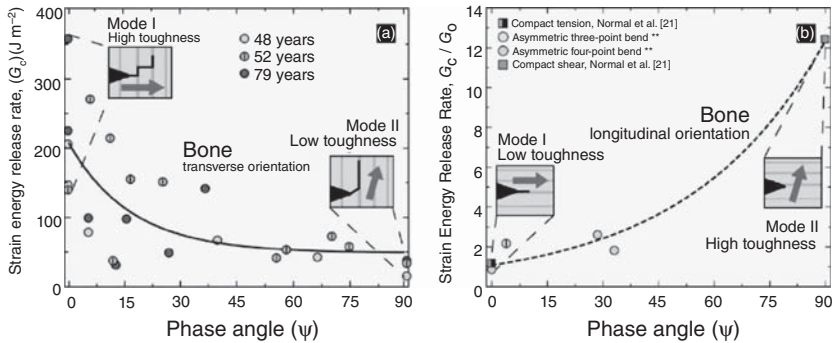 Strain energy release rate, (Gc)(J m−2)
400
350
300
250
200
150
100
50
0
Mode I
High toughness
(a)
48 years
52 years
79 years
Bone
transverse orientation
Mode II
Low toughness
0
15
30
45
60
75
90
Phase angle (ψ)
Strain Energy Release Rate, Gc / Go
14
12
10
8
6
4
2
0
Compact tension, Normal et al. [21]
Asymmetric three-point bend **
Asymmetric four-point bend **
Compact shear, Normal et al. [21]
(b)
Bone
longitudinal orientation
Mode I
Low toughness
Mode II
High toughness
0
15
30
45
60
75
90
Phase angle (ψ)